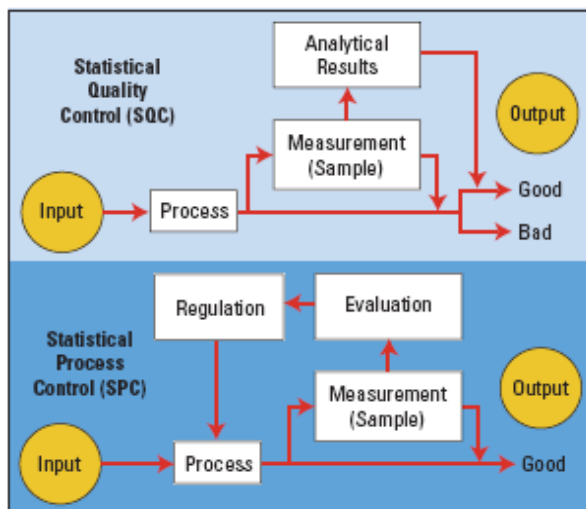 Statistical
Quality
Control (SQC)
Analytical
Results
Output
Measurement
(Sample)
Input
Process
Good
Bad
Regulation
Evaluation
Statistical
Process
Control (SPC)
Measurement
(Sample)
Output
Input
Process
Good